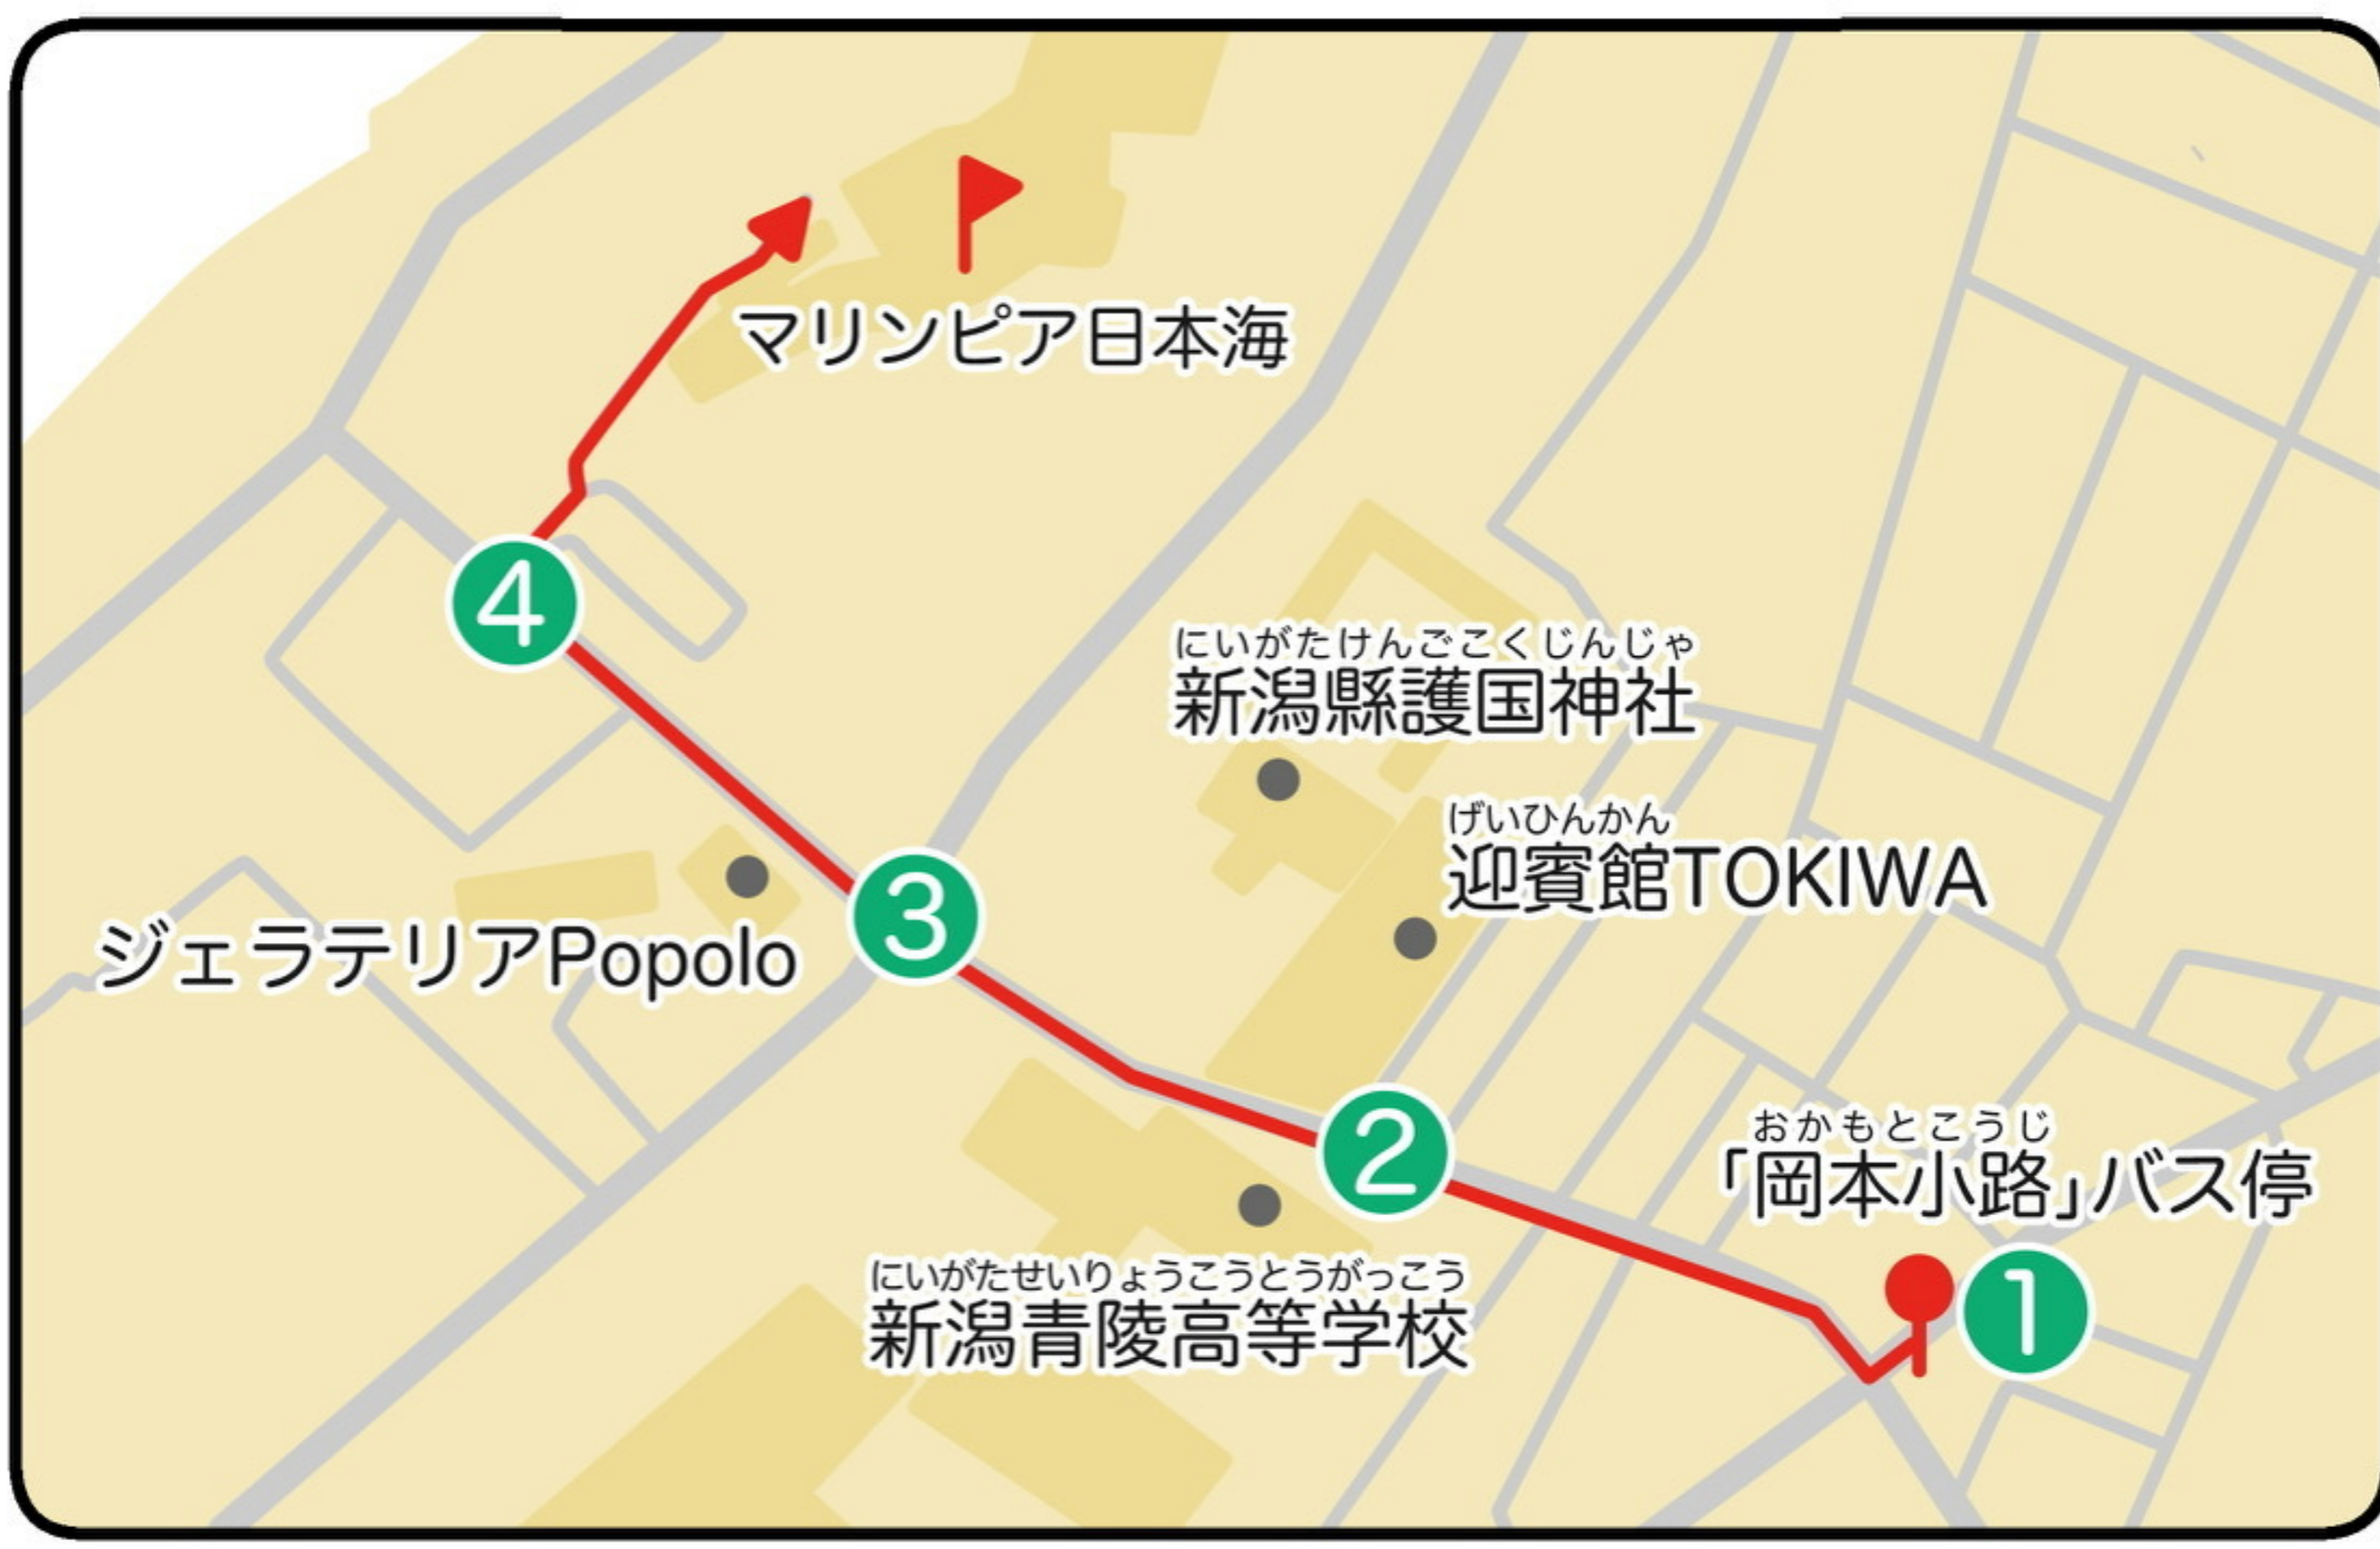 マリンピア日本海
4
にいがたけんごこくじんじゃ
新潟縣護国神社
げいひんかん
迎賓館TOKIWA
3
ジェラテリアPopolo
2
おかもとこうじ
「岡本小路」バス停
1
にいがたせいりょうこうとうがっこう
新潟青陵高等学校